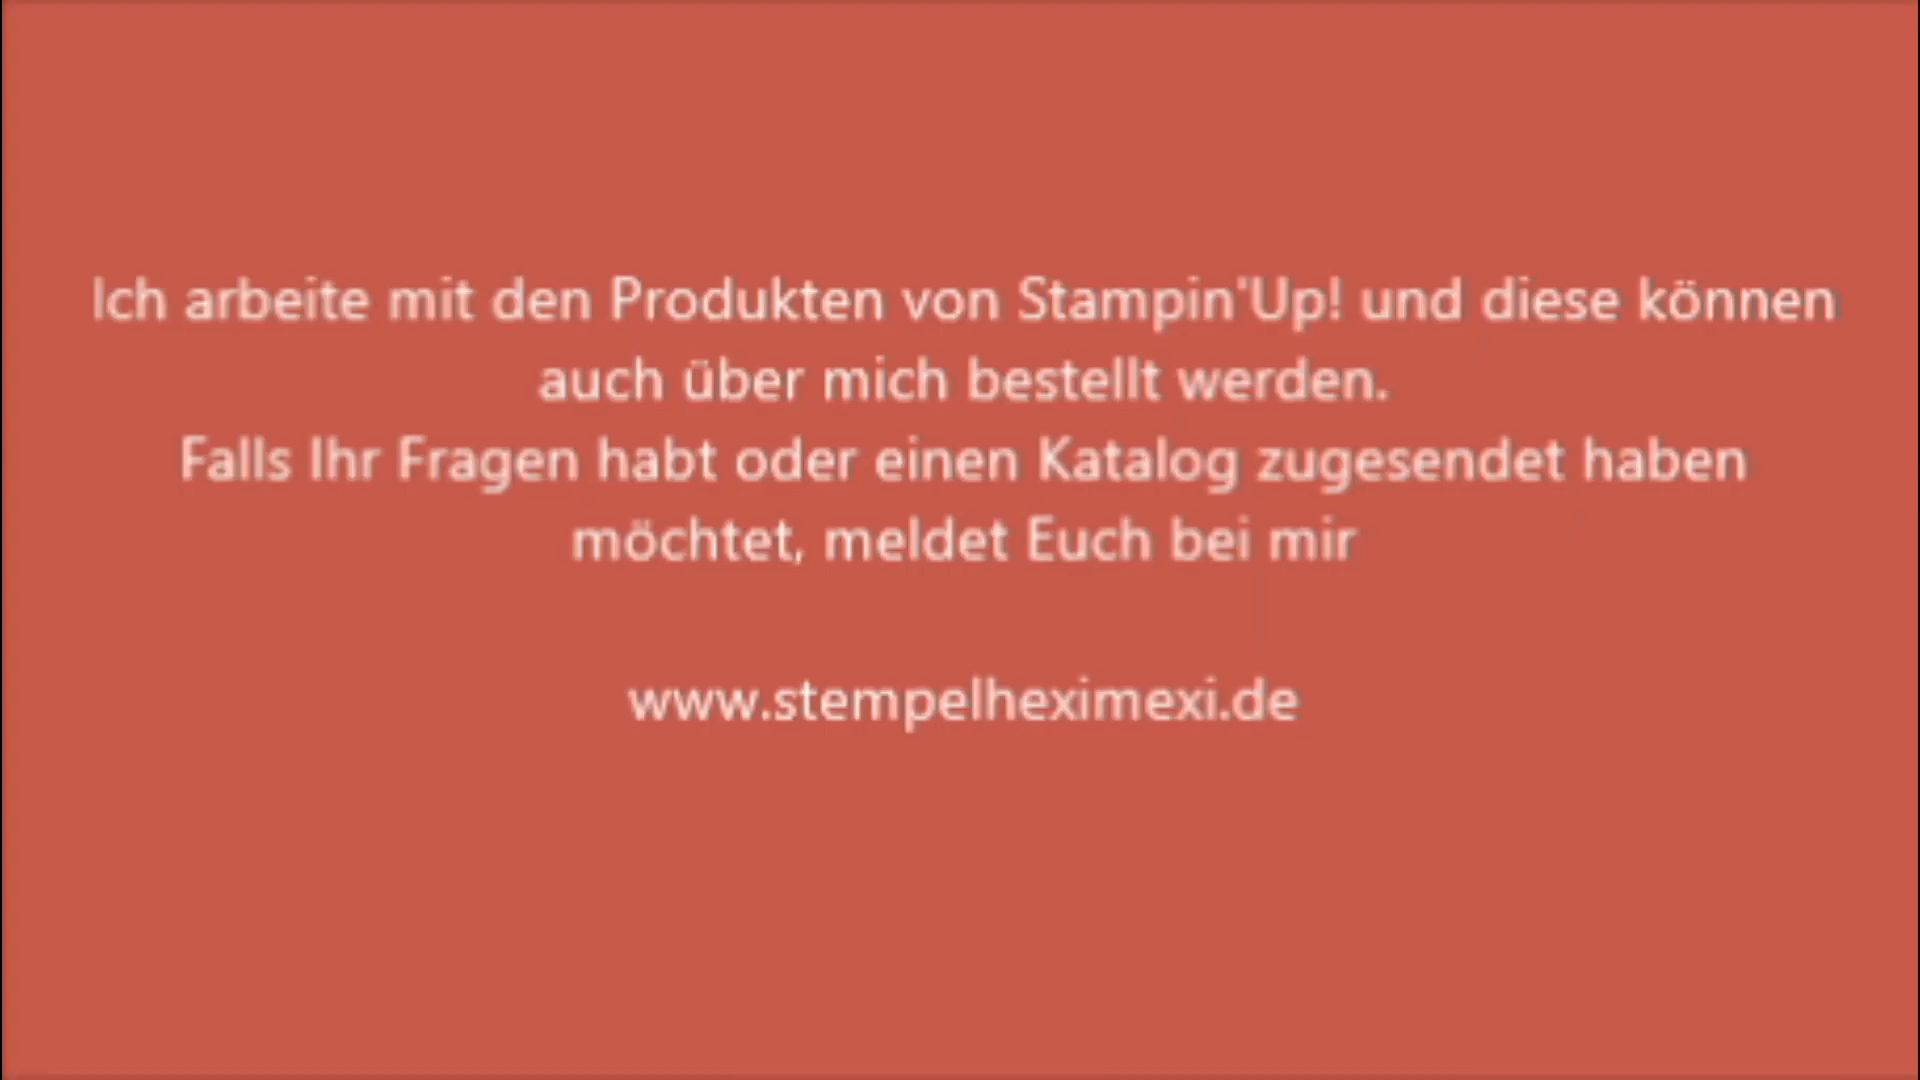 Ich arbeite mit den Produkten von Stampin'Up! und diese können
auch über mich bestellt werden.
Falls Ihr Fragen habt oder einen Katalog zugesendet haben
möchtet, meldet Euch bei mir
www.stempelheximexi.de